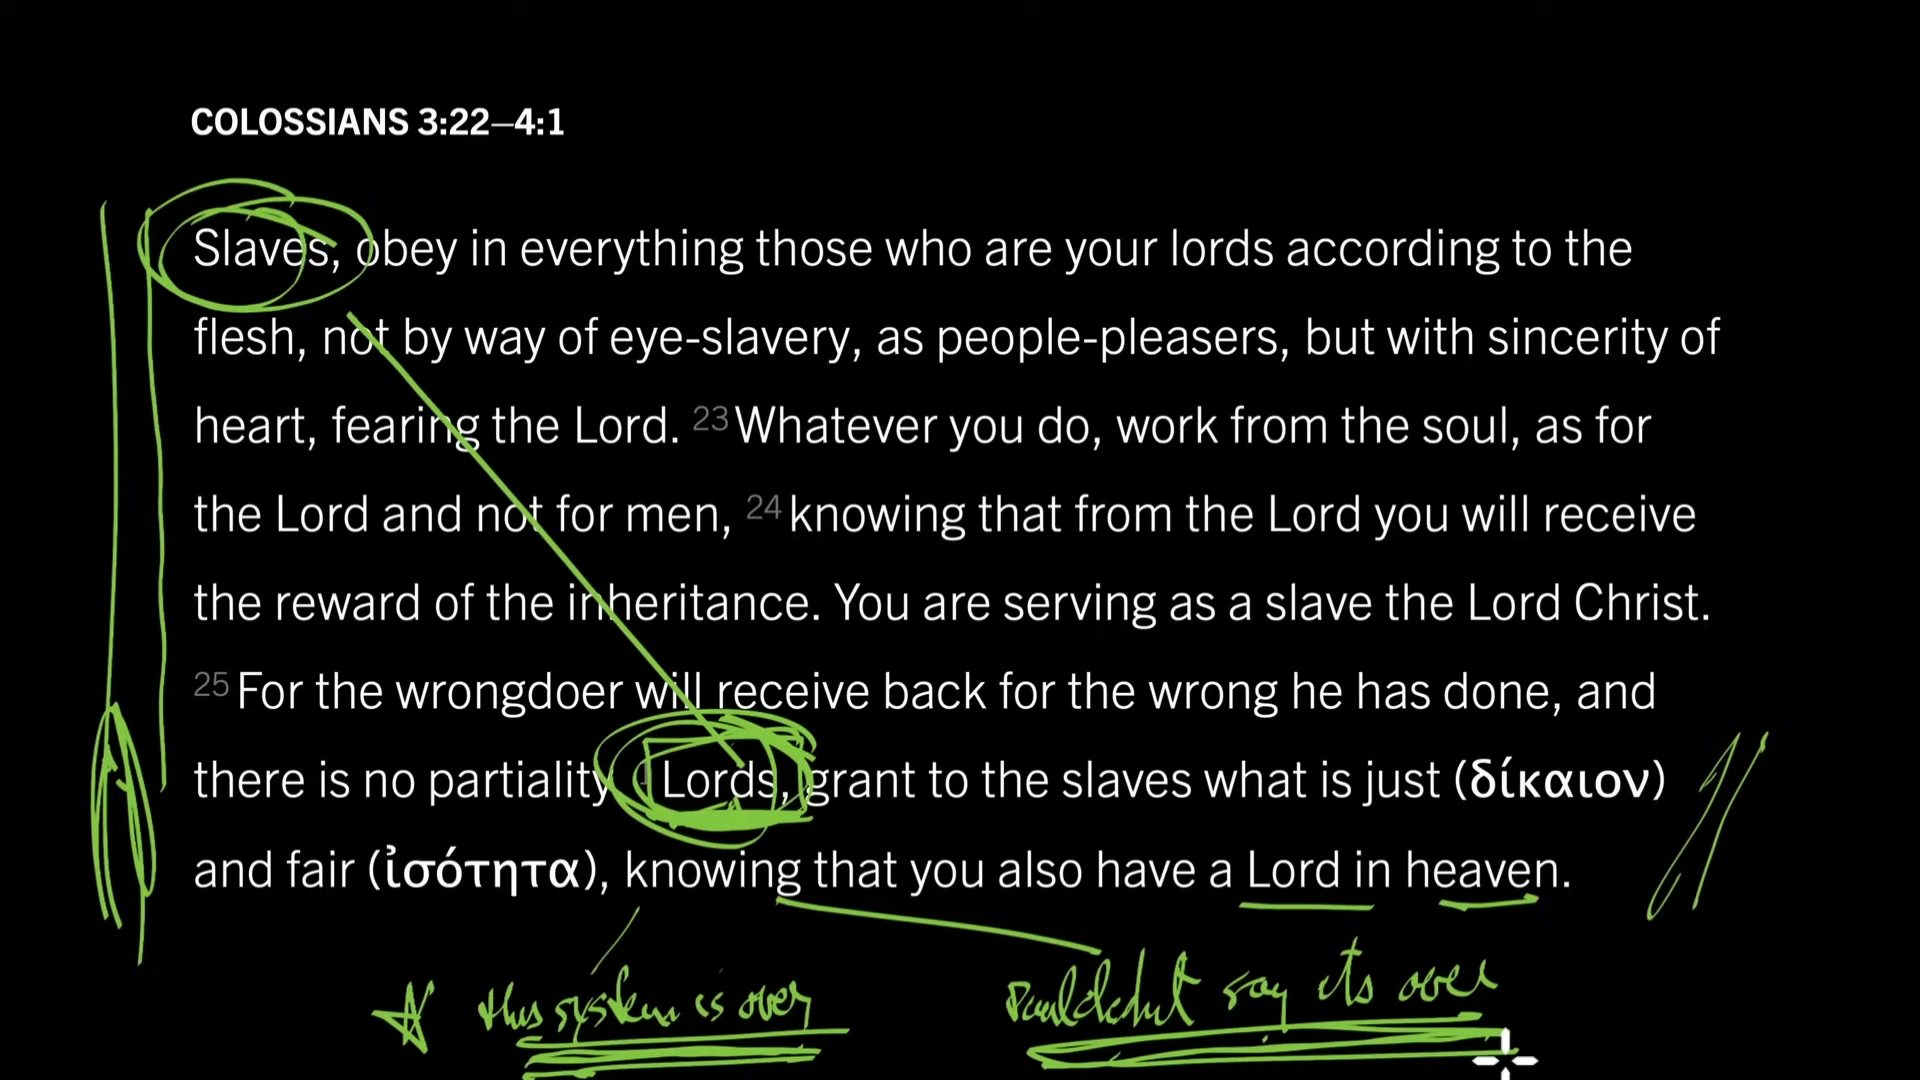 COLOSSIANS 3:22–4:1
Slaves, obey in everything those who are your lords according to the
flesh, not by way of eye-slavery, as people-pleasers, but with sincerity of
heart, fearing the Lord. 23 Whatever you do, work from the soul, as for
the Lord and not for men, 24 knowing that from the Lord you will receive
the reward of the inheritance. You are serving as a slave the Lord Christ.
25 For the wrongdoer will receive back for the wrong he has done, and
there is no partiality Lords, grant to the slaves what is just (δίκαιον)
and fair (ἰσότητα), knowing that you also have a Lord in heaven.
this system is over
Paul didn't say its over